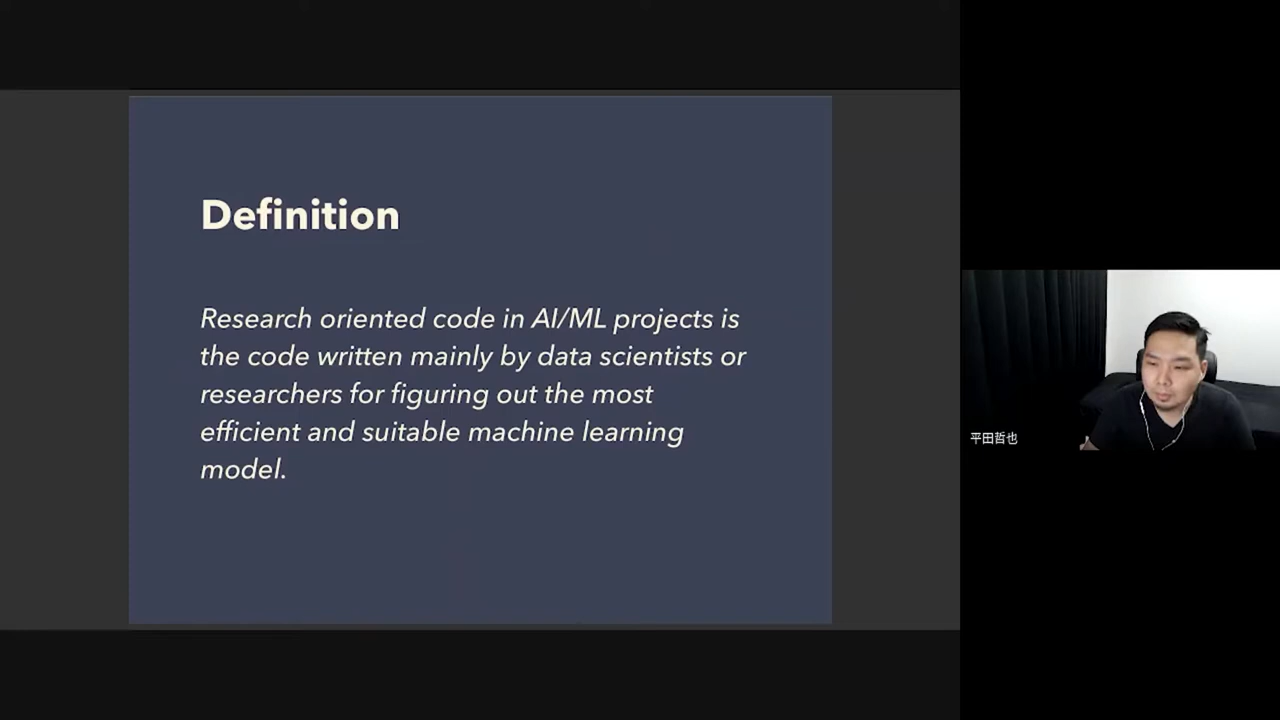 Definition
Research oriented code in AI/ML projects is
the code written mainly by data scientists or
researchers for figuring out the most
efficient and suitable machine learning
model.
平田哲也